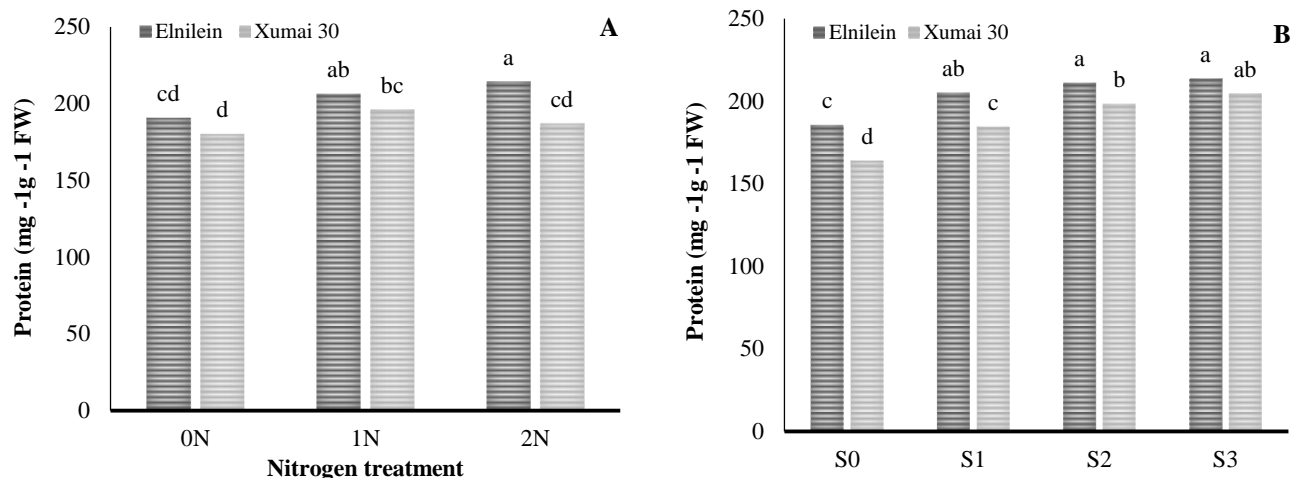 Elnilein Xumai 30 A
250
200
150
100
50
0
Protein (mg -1g -1 FW)
cd d ab bc a cd
0N 1N 2N
Nitrogen treatment
Elnilein Xumai 30 B
250
200
150
100
50
0
Protein (mg -1g -1 FW)
c d ab c a b a ab
S0 S1 S2 S3